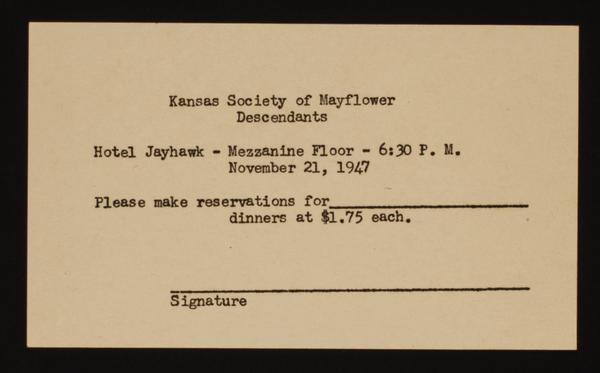 Kansas Society of Mayflower
Descendants
Hotel Jayhawk - Mezzanine Floor - 6:30 P. M.
November 21, 1947
Please make reservations for
dinners at $1.75 each.
Signature